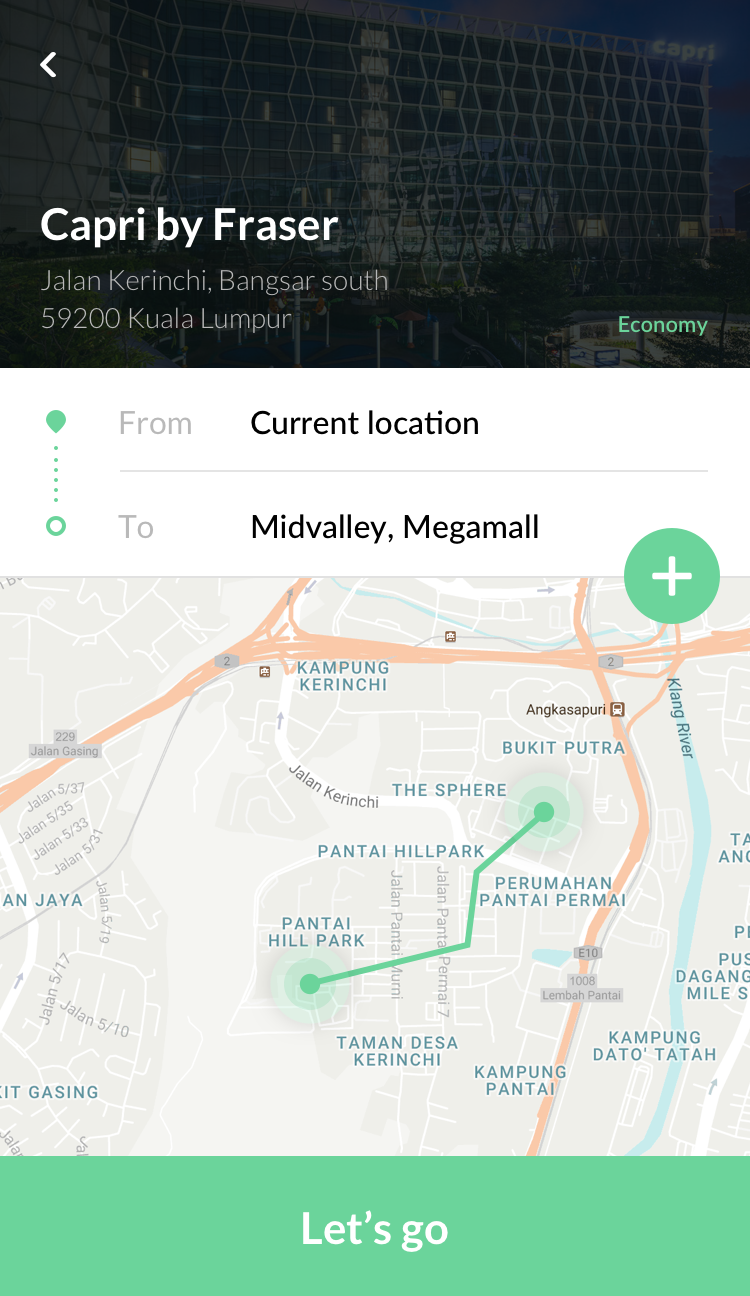 capri
Capri by Fraser
Jalan Kerinchi, Bangsar south
59200 Kuala Lumpur
Economy
From
Current location
To
Midvalley, Megamall
2
KAMPUNG
KERINCHI
2
Klang River
Angkasapuri
229
Jalan Gasing
BUKIT PUTRA
Jalan Kerinchi
THE SPHERE
Jalan 5/37
Jalan 5/35
Jalan 5/33
Jalan 5/31
PANTAI HILLPARK
Jalan Pantai Murni
Jalan Pantai Permai 7
PERUMAHAN
PANTAI PERMAI
AN JAYA
Jalan 5/19
PANTAI
HILL PARK
E10
1008
Lembah Pantai
Jalan 5/17
Jalan 5/10
PUS
DAGANG
MILE S
TAMAN DESA
KERINCHI
KAMPUNG
DATO' TATAH
KAMPUNG
PANTAI
KIT GASING
Let’s go